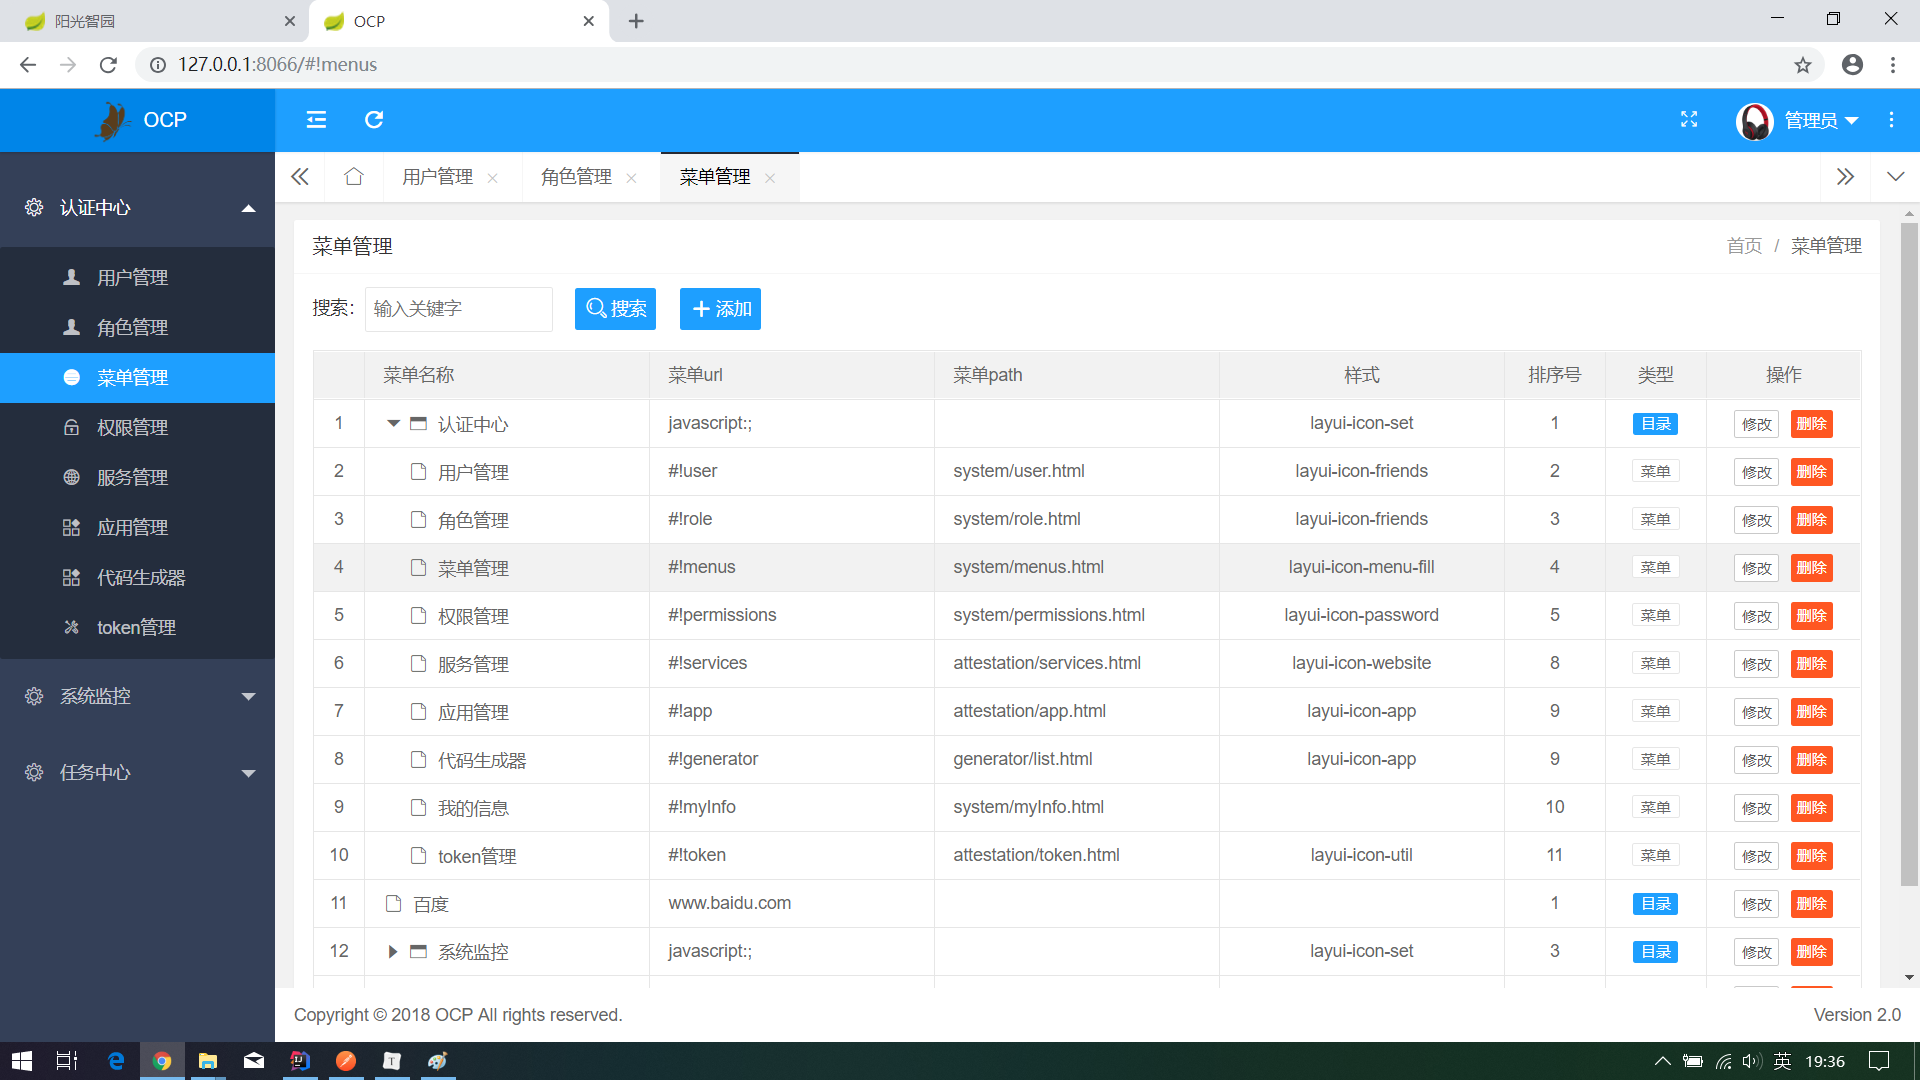 阳光智园
OCP
127.0.0.1:8066/#!menus
OCP
管理员
认证中心
用户管理
角色管理
菜单管理
权限管理
服务管理
应用管理
代码生成器
token管理
系统监控
任务中心
用户管理 角色管理 菜单管理
菜单管理
首页 / 菜单管理
搜索: 输入关键字 搜索 添加
菜单名称 菜单url 菜单path 样式 排序号 类型 操作
1 认证中心 javascript:; layui-icon-set 1 目录 修改 删除
2 用户管理 #!user system/user.html layui-icon-friends 2 菜单 修改 删除
3 角色管理 #!role system/role.html layui-icon-friends 3 菜单 修改 删除
4 菜单管理 #!menus system/menus.html layui-icon-menu-fill 4 菜单 修改 删除
5 权限管理 #!permissions system/permissions.html layui-icon-password 5 菜单 修改 删除
6 服务管理 #!services attestation/services.html layui-icon-website 8 菜单 修改 删除
7 应用管理 #!app attestation/app.html layui-icon-app 9 菜单 修改 删除
8 代码生成器 #!generator generator/list.html layui-icon-app 9 菜单 修改 删除
9 我的信息 #!myInfo system/myInfo.html 10 菜单 修改 删除
10 token管理 #!token attestation/token.html layui-icon-util 11 菜单 修改 删除
11 百度 www.baidu.com 1 目录 修改 删除
12 系统监控 javascript:; layui-icon-set 3 目录 修改 删除
Copyright © 2018 OCP All rights reserved.
Version 2.0
英 19:36